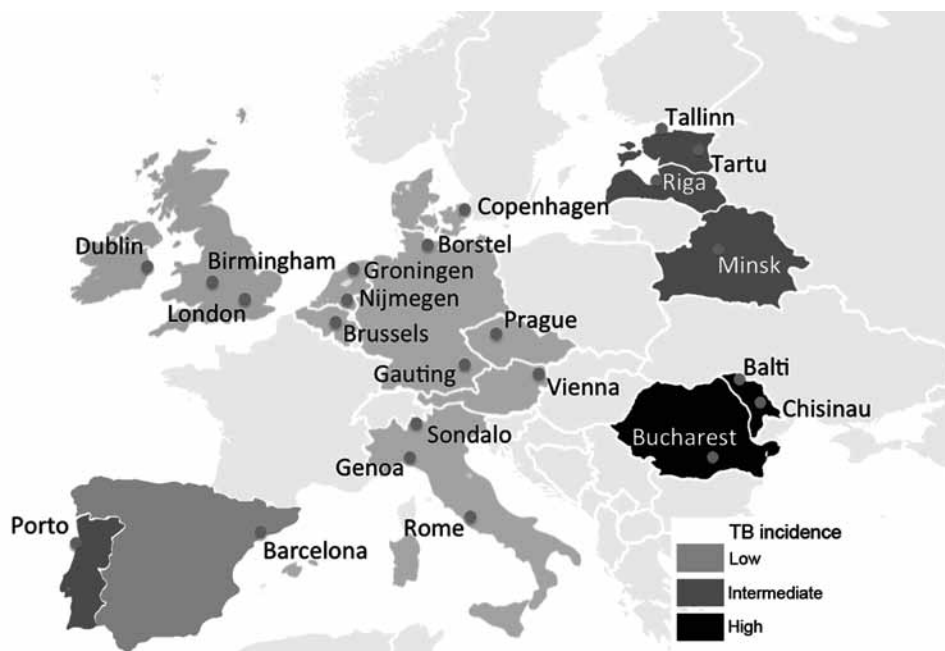 Tallinn
Tartu
Riga
Copenhagen
Dublin
Borstel
Birmingham
Groningen
Minsk
Nijmegen
London
Prague
Brussels
Balti
Gauting
Vienna
Chisinau
Sondalo
Bucharest
Genoa
Porto
Rome
Barcelona
TB incidence
Low
Intermediate
High